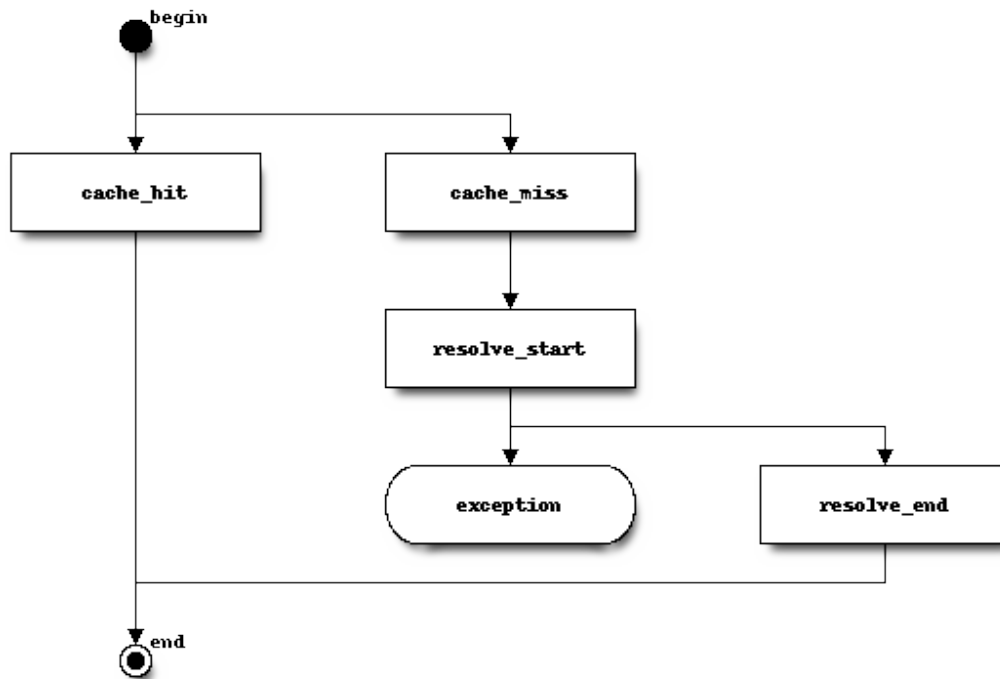 begin
cache_hit
cache_miss
resolve_start
exception
resolve_end
end